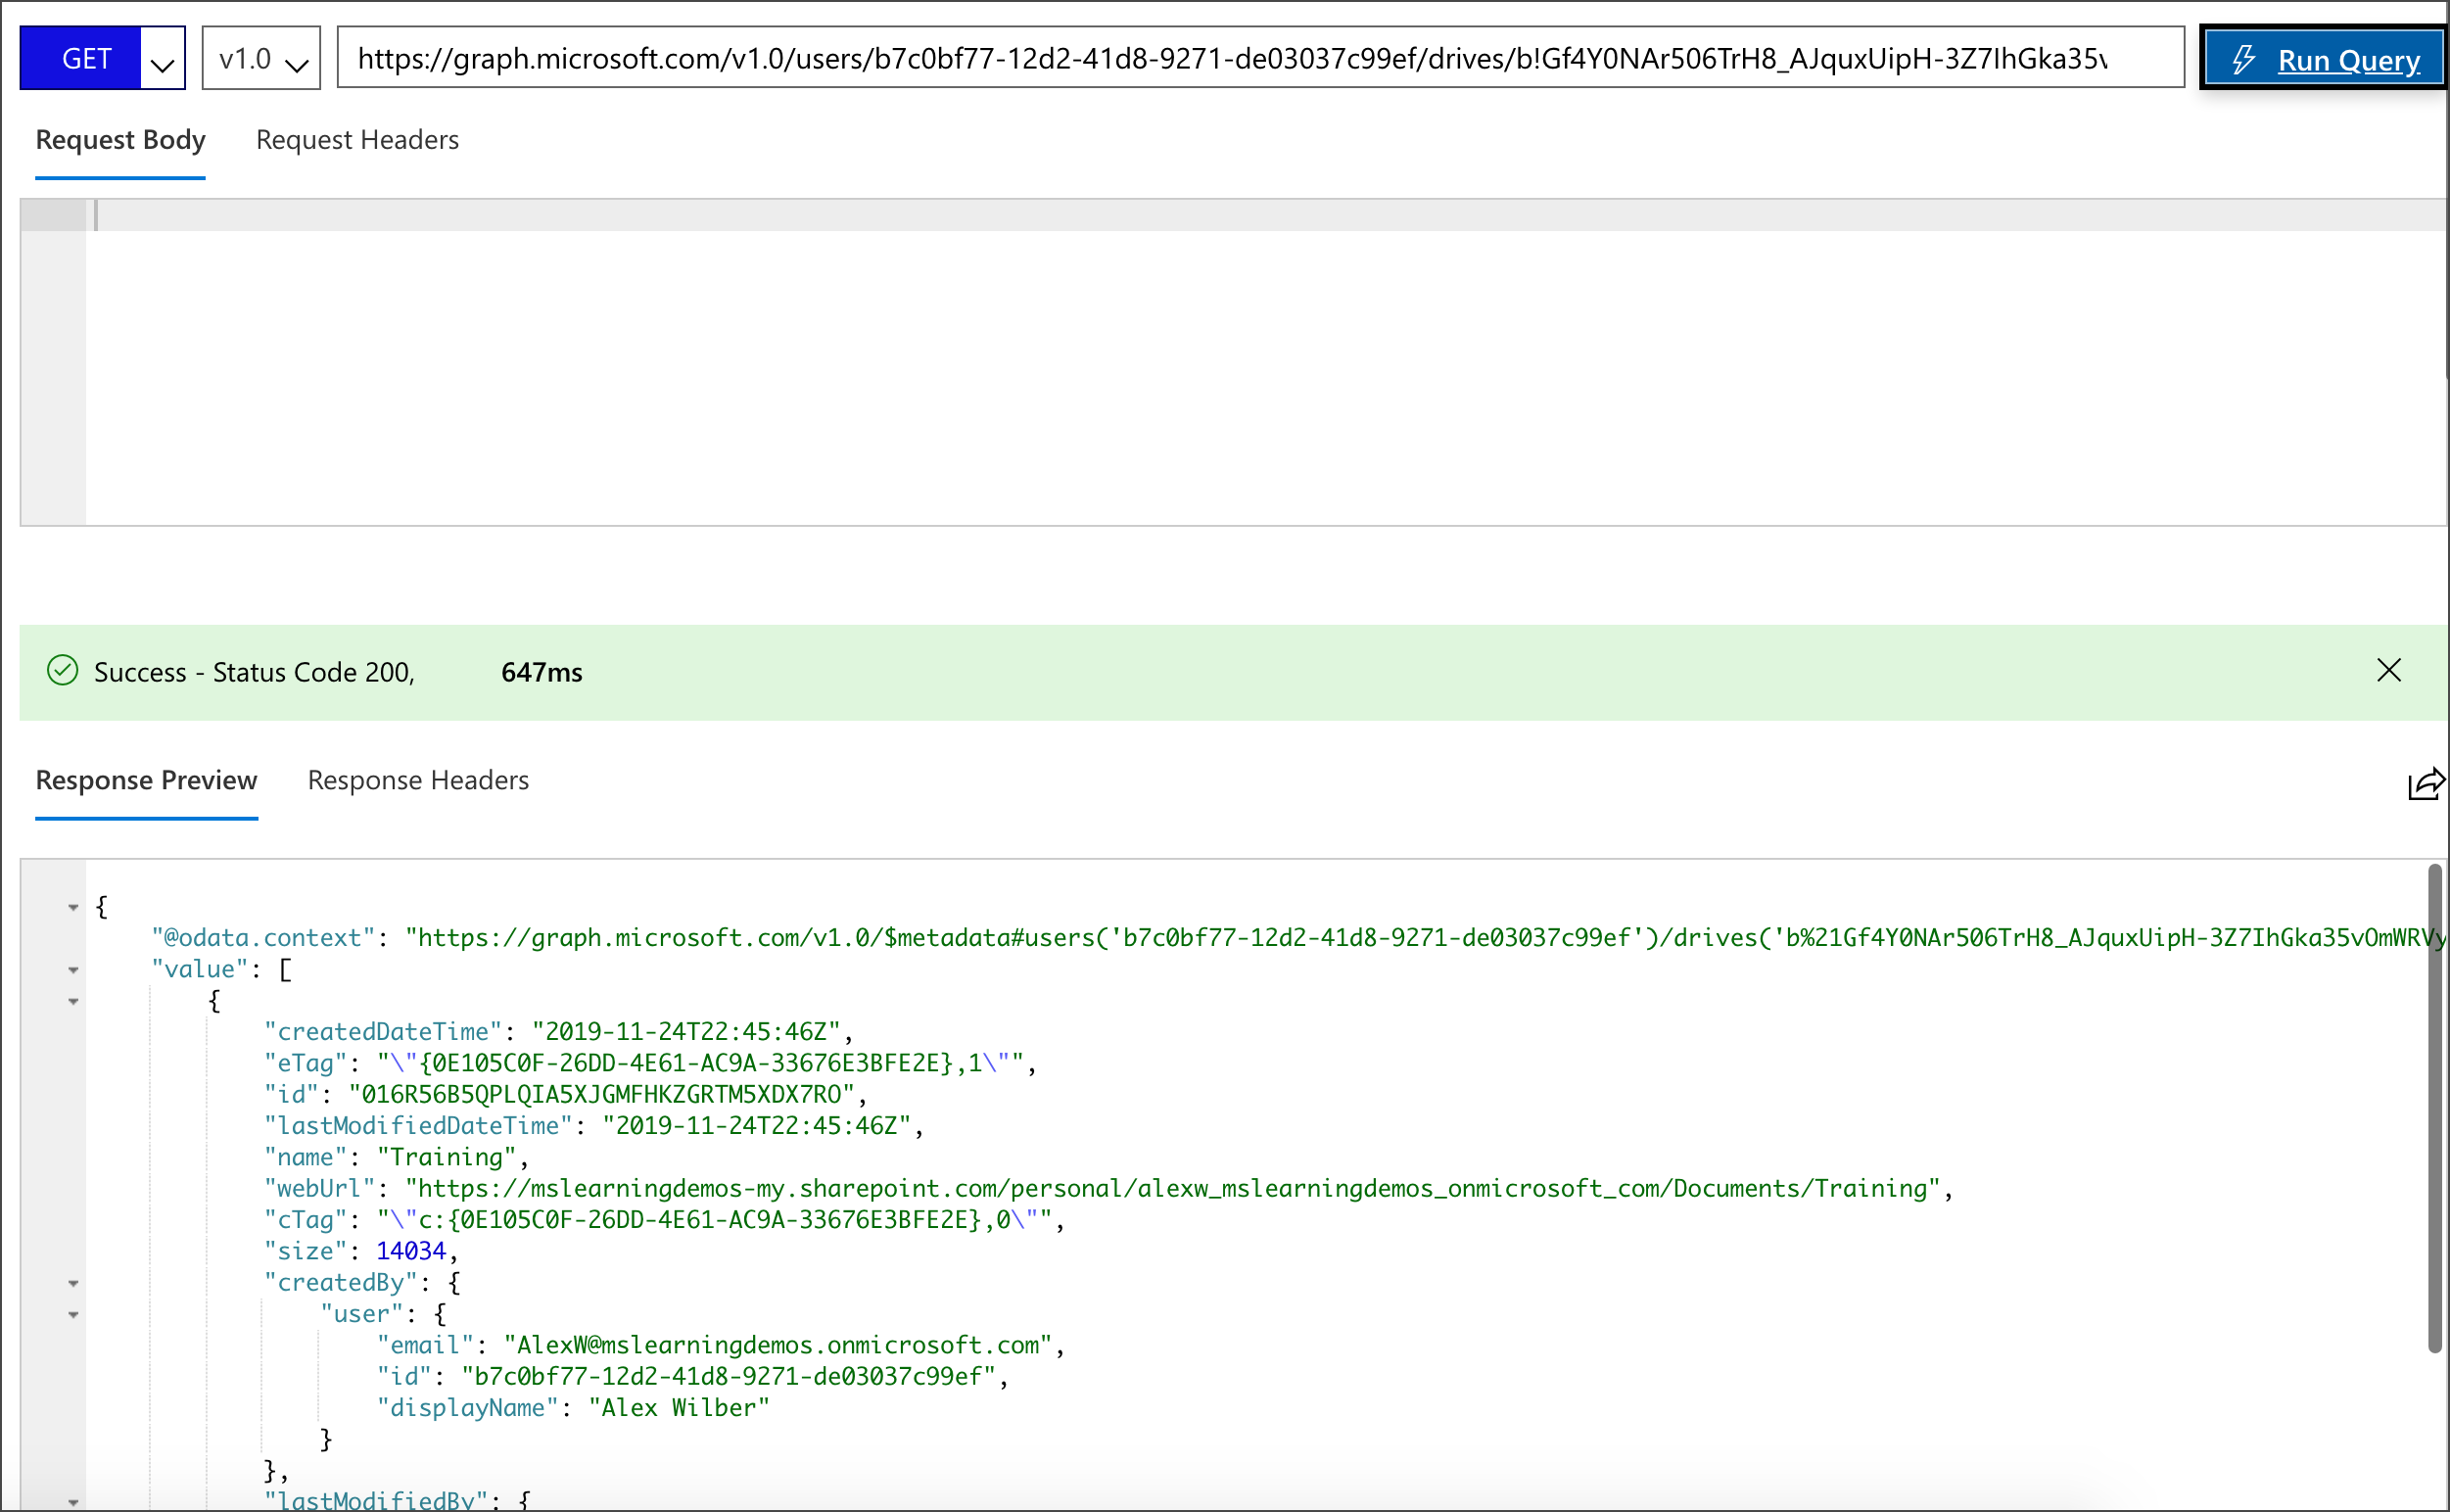 GET v1.0 https://graph.microsoft.com/v1.0/users/b7c0bf77-12d2-41d8-9271-de03037c99ef/drives/b!Gf4Y0NAr506TrH8_AJquxUipH-3Z7IhGka35v Run Query
Request Body Request Headers
Success - Status Code 200, 647ms
Response Preview Response Headers
{
"@odata.context": "https://graph.microsoft.com/v1.0/$metadata#users('b7c0bf77-12d2-41d8-9271-de03037c99ef')/drives('b%21Gf4Y0NAr506TrH8_AJquxUipH-3Z7IhGka35vOmWRVy
"value": [
{
"createdDateTime": "2019-11-24T22:45:46Z",
"eTag": "\"{0E105C0F-26DD-4E61-AC9A-33676E3BFE2E},1\"",
"id": "016R56B5QPLQIA5XJGMFHKZGRTM5XDX7RO",
"lastModifiedDateTime": "2019-11-24T22:45:46Z",
"name": "Training",
"webUrl": "https://mslearningdemos-my.sharepoint.com/personal/alexw_mslearningdemos_onmicrosoft_com/Documents/Training",
"cTag": "\"c:{0E105C0F-26DD-4E61-AC9A-33676E3BFE2E},0\"",
"size": 14034,
"createdBy": {
"user": {
"email": "AlexW@mslearningdemos.onmicrosoft.com",
"id": "b7c0bf77-12d2-41d8-9271-de03037c99ef",
"displayName": "Alex Wilber"
}
},
"lastModifiedBy": {